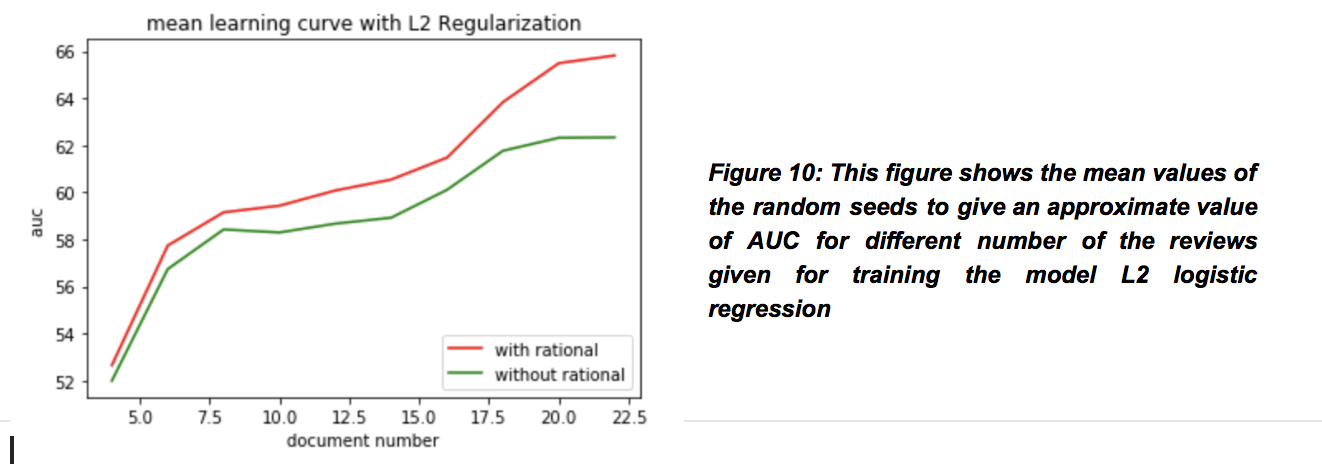 mean learning curve with L2 Regularization
66
64
62
60
58
56
54
52
auc
with rational
without rational
5.0 7.5 10.0 12.5 15.0 17.5 20.0 22.5
document number
Figure 10: This figure shows the mean values of
the random seeds to give an approximate value
of AUC for different number of the reviews
given for training the model L2 logistic
regression